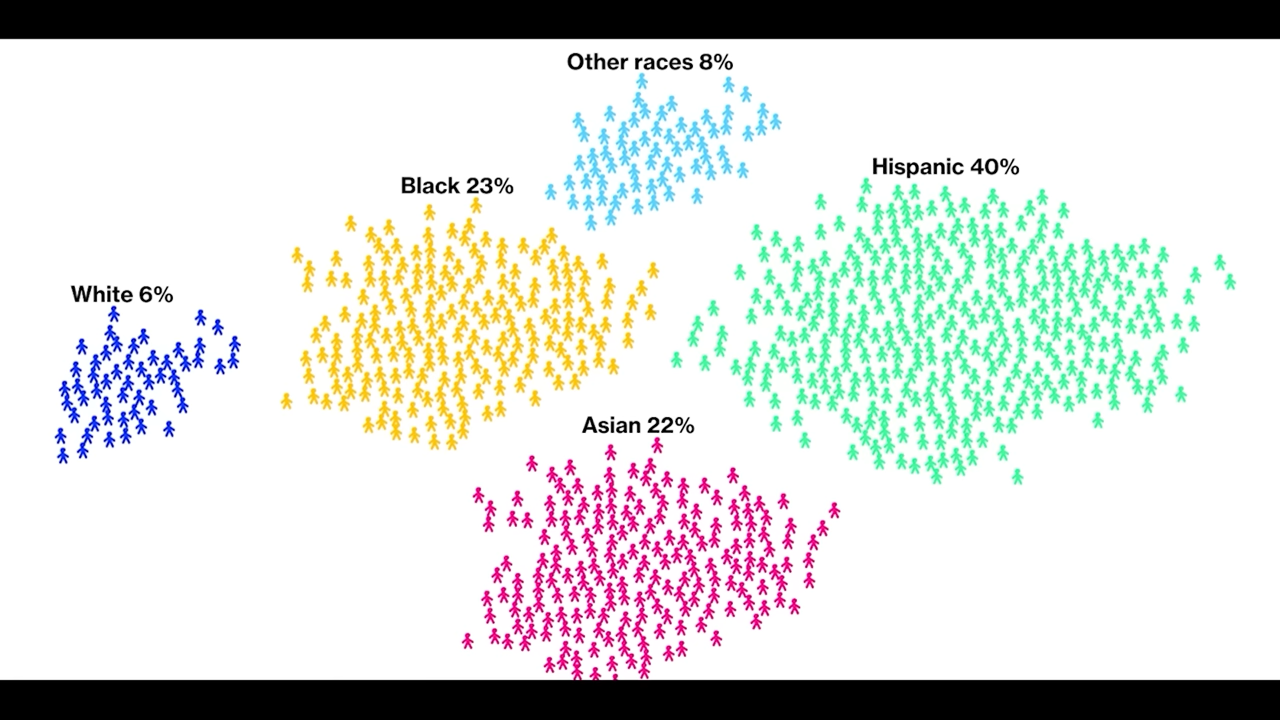 Other races 8%
Hispanic 40%
Black 23%
White 6%
Asian 22%